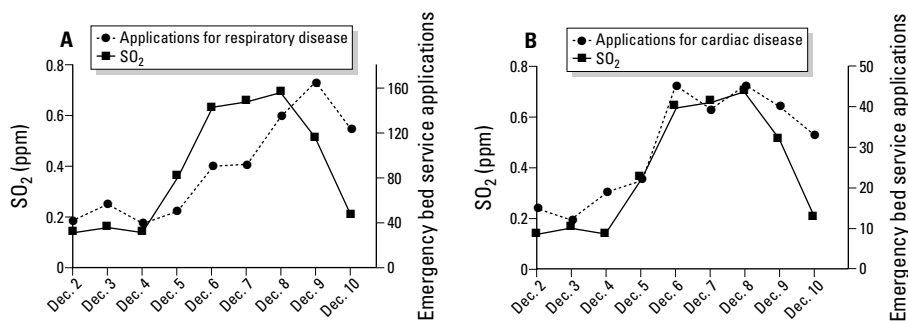 A
Applications for respiratory disease
SO2
0.8
0.6
0.4
0.2
0
SO2 (ppm)
160
120
80
40
0
Emergency bed service applications
Dec. 2
Dec. 3
Dec. 4
Dec. 5
Dec. 6
Dec. 7
Dec. 8
Dec. 9
Dec. 10
B
Applications for cardiac disease
SO2
0.8
0.6
0.4
0.2
0
SO2 (ppm)
50
40
30
20
10
0
Emergency bed service applications
Dec. 2
Dec. 3
Dec. 4
Dec. 5
Dec. 6
Dec. 7
Dec. 8
Dec. 9
Dec. 10